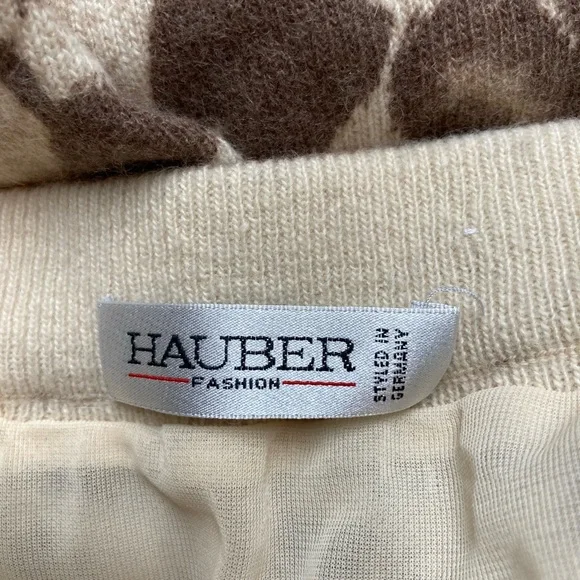 HAUBER
FASHION
STYLED IN
GERMANY